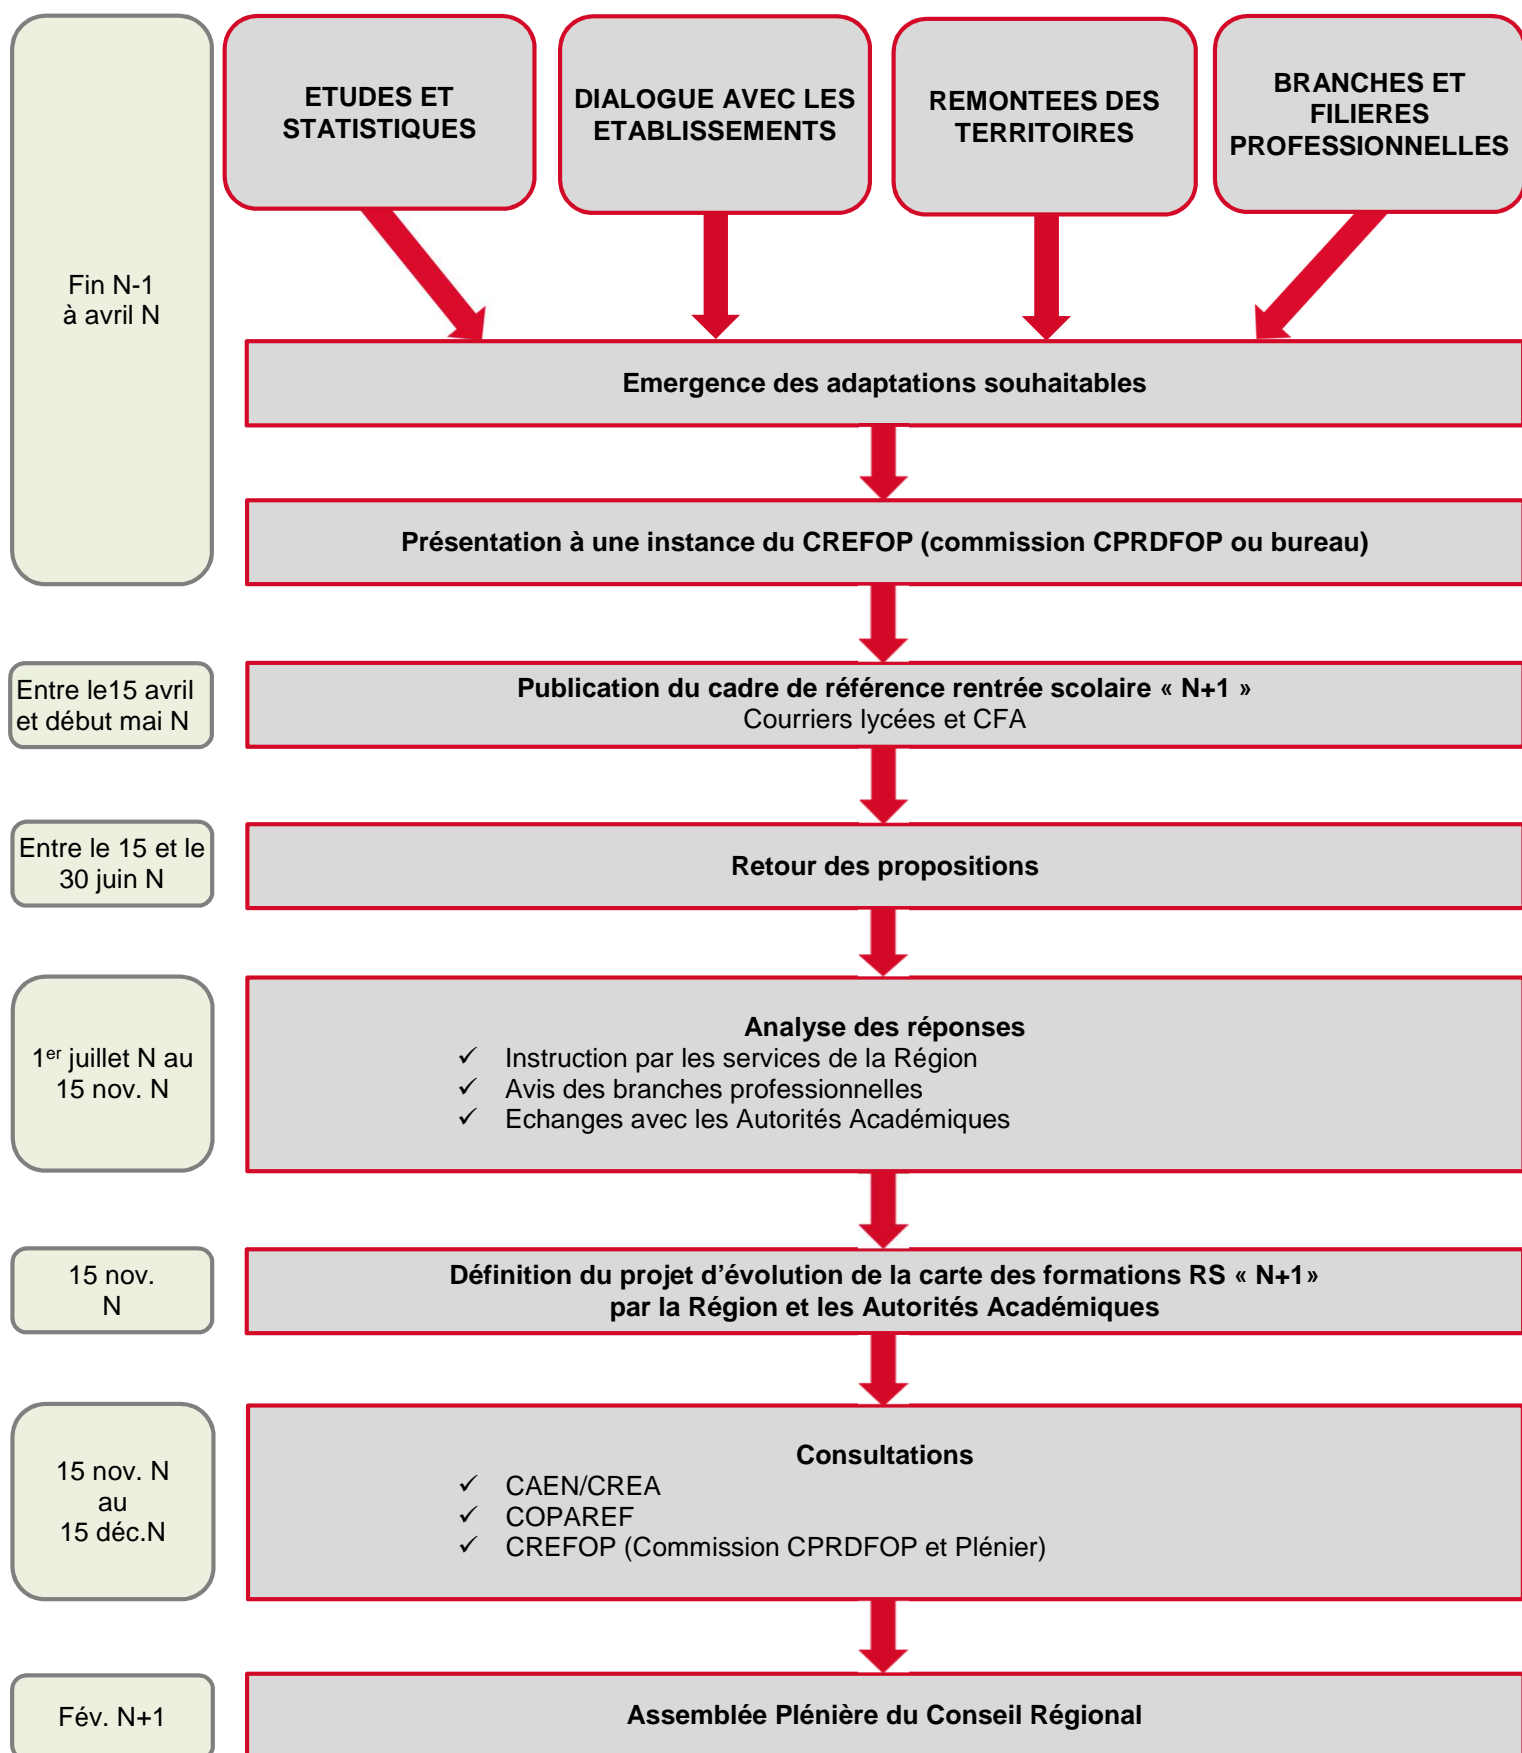 ETUDES ET
STATISTIQUES
DIALOGUE AVEC LES
ETABLISSEMENTS
REMONTEES DES
TERRITOIRES
BRANCHES ET
FILIERES
PROFESSIONNELLES
Fin N-1
à avril N
Emergence des adaptations souhaitables
Présentation à une instance du CREFOP (commission CPRDFOP ou bureau)
Entre le15 avril
et début mai N
Publication du cadre de référence rentrée scolaire « N+1 »
Courriers lycées et CFA
Entre le 15 et le
30 juin N
Retour des propositions
1er juillet N au
15 nov. N
Analyse des réponses
✓ Instruction par les services de la Région
✓ Avis des branches professionnelles
✓ Echanges avec les Autorités Académiques
15 nov.
N
Définition du projet d’évolution de la carte des formations RS « N+1»
par la Région et les Autorités Académiques
15 nov. N
au
15 déc.N
Consultations
✓ CAEN/CREA
✓ COPAREF
✓ CREFOP (Commission CPRDFOP et Plénier)
Fév. N+1
Assemblée Plénière du Conseil Régional